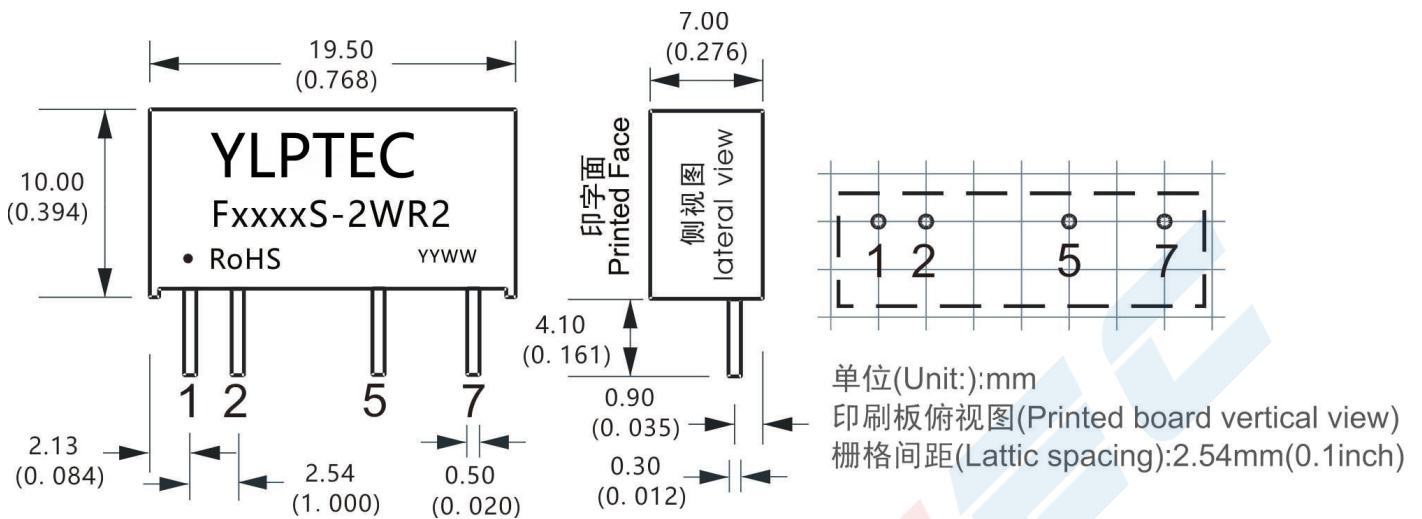 19.50
(0.768)
10.00
(0.394)
YLPTEC
FxxxxS-2WR2
• RoHS YYWW
1 2 5 7
2.13
(0. 084)
2.54
(1. 000)
0.50
(0. 020)
7.00
(0.276)
印字面
Printed Face
侧视图
lateral view
4.10
(0. 161)
0.90
(0. 035)
0.30
(0. 012)
1 2 5 7
单位(Unit:):mm
印刷板俯视图(Printed board vertical view)
栅格间距(Lattic spacing):2.54mm(0.1inch)